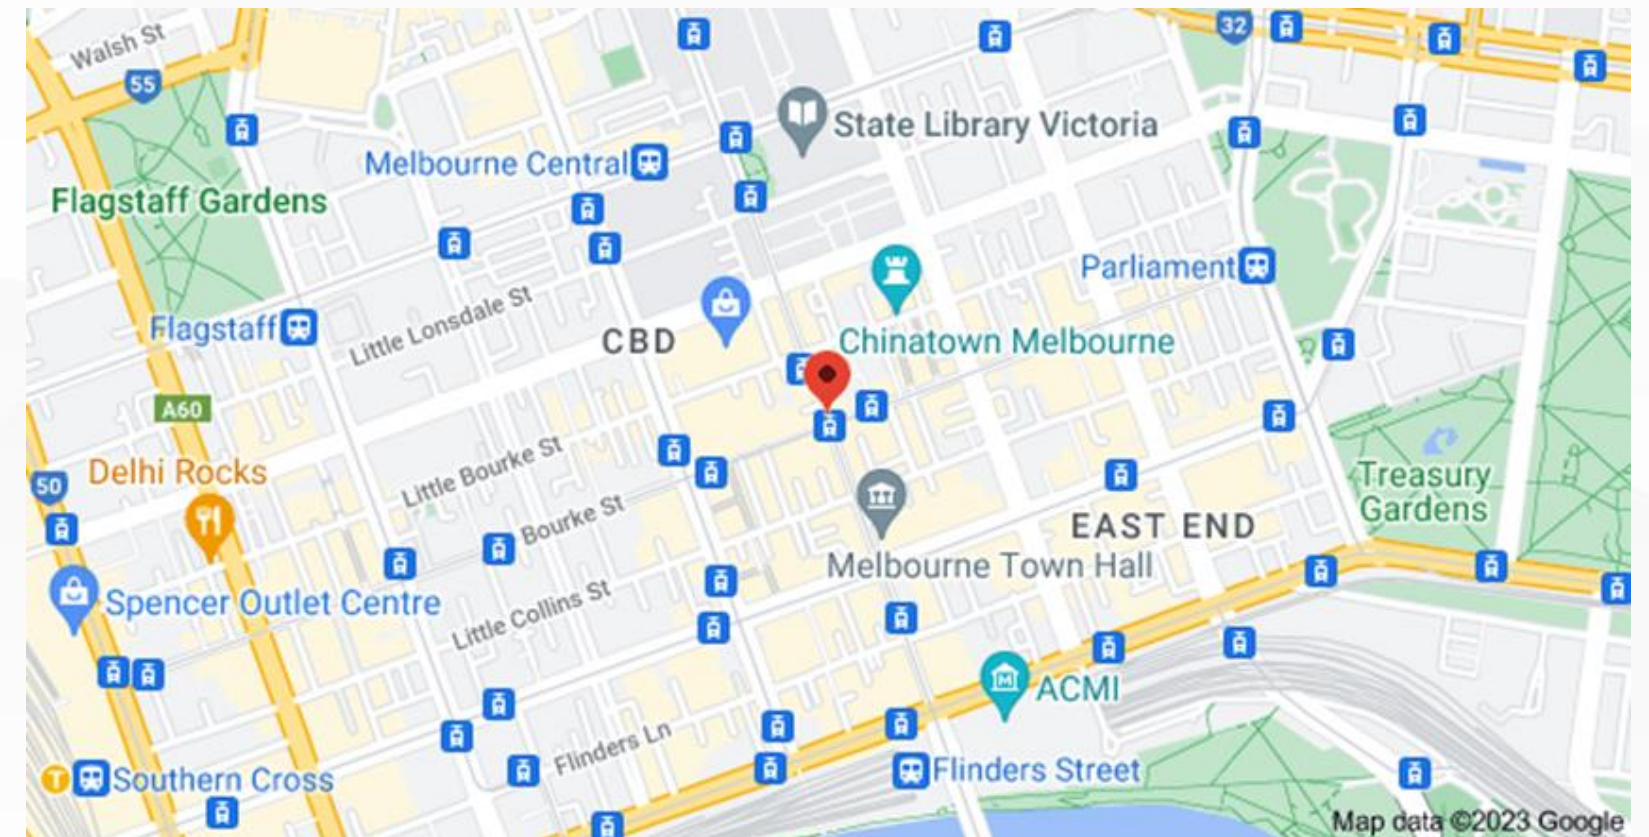 Walsh St
55
32
State Library Victoria
Melbourne Central
Flagstaff Gardens
Parliament
Little Lonsdale St
Flagstaff
CBD
Chinatown Melbourne
A60
Little Bourke St
Delhi Rocks
50
Bourke St
Treasury
Gardens
EAST END
Melbourne Town Hall
Spencer Outlet Centre
Little Collins St
M
ACMI
Flinders Ln
T
Southern Cross
Flinders Street
Map data ©2023 Google